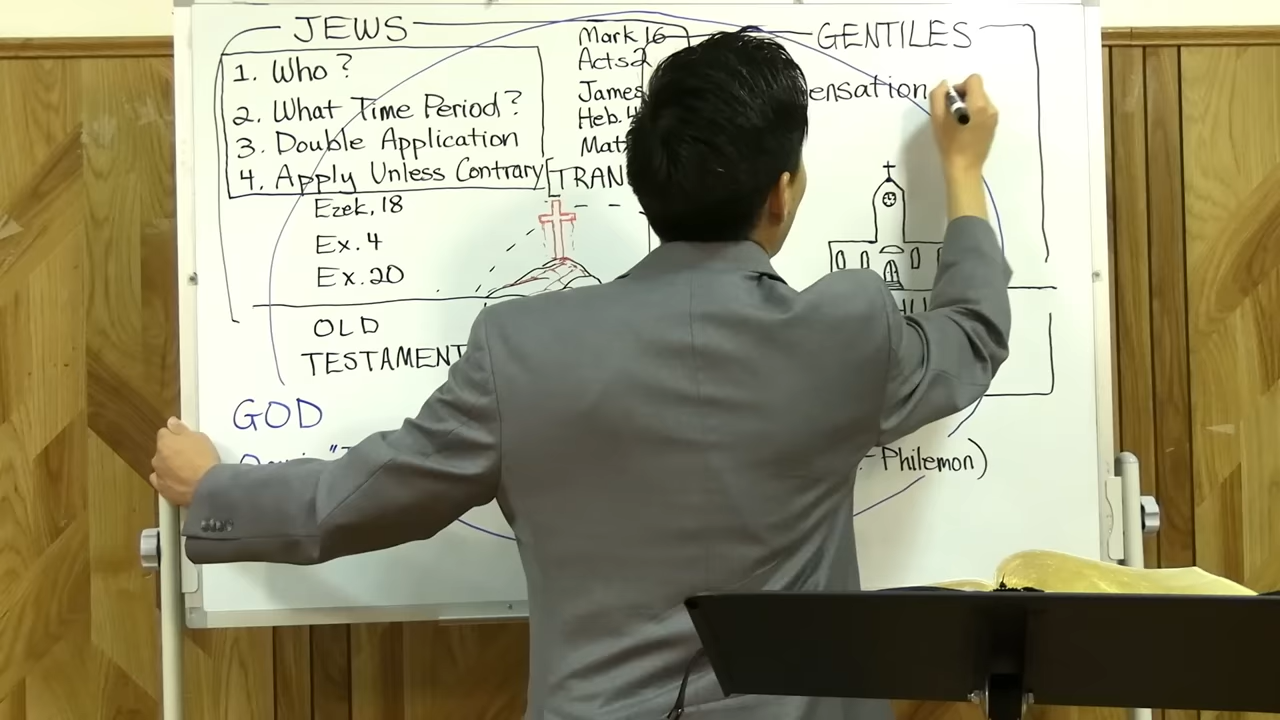 JEWS
1. Who?
2. What Time Period?
3. Double Application
4. Apply Unless Contrary
Ezek. 18
Ex. 4
Ex. 20
OLD
TESTAMENT
GOD
Mark 16
Acts 2
James
Heb. 4
Mat
[TRAN
GENTILES
ensation
Philemon)